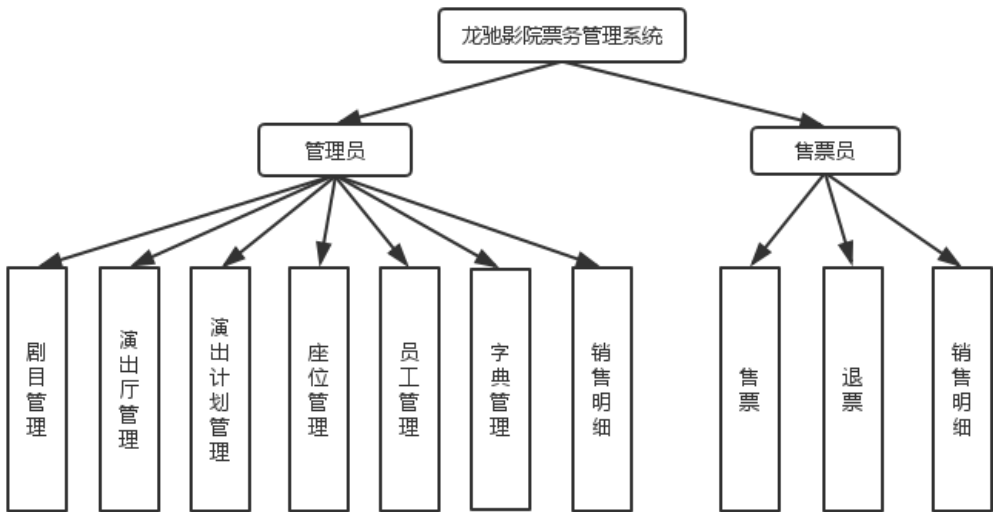 龙驰影院票务管理系统
管理员
售票员
剧目管理
演出厅管理
演出计划管理
座位管理
员工管理
字典管理
销售明细
售票
退票
销售明细